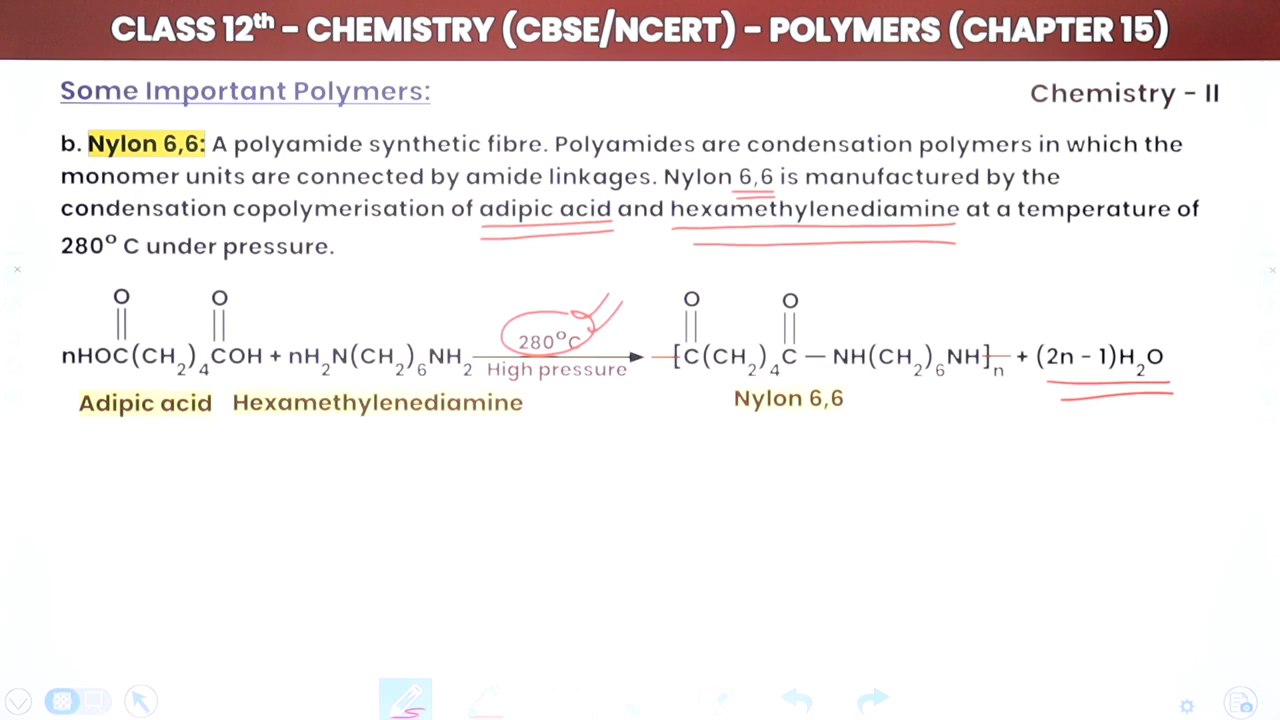 CLASS 12th - CHEMISTRY (CBSE/NCERT) - POLYMERS (CHAPTER 15)
Some Important Polymers:
Chemistry - II
b. Nylon 6,6: A polyamide synthetic fibre. Polyamides are condensation polymers in which the
monomer units are connected by amide linkages. Nylon 6,6 is manufactured by the
condensation copolymerisation of adipic acid and hexamethylenediamine at a temperature of
280⁰ C under pressure.
O O O O
nHOC(CH₂)₄COH + nH₂N(CH₂)₆NH₂ 280⁰C High pressure [C(CH₂)₄C — NH(CH₂)₆NH]ₙ + (2n - 1)H₂O
Adipic acid Hexamethylenediamine Nylon 6,6